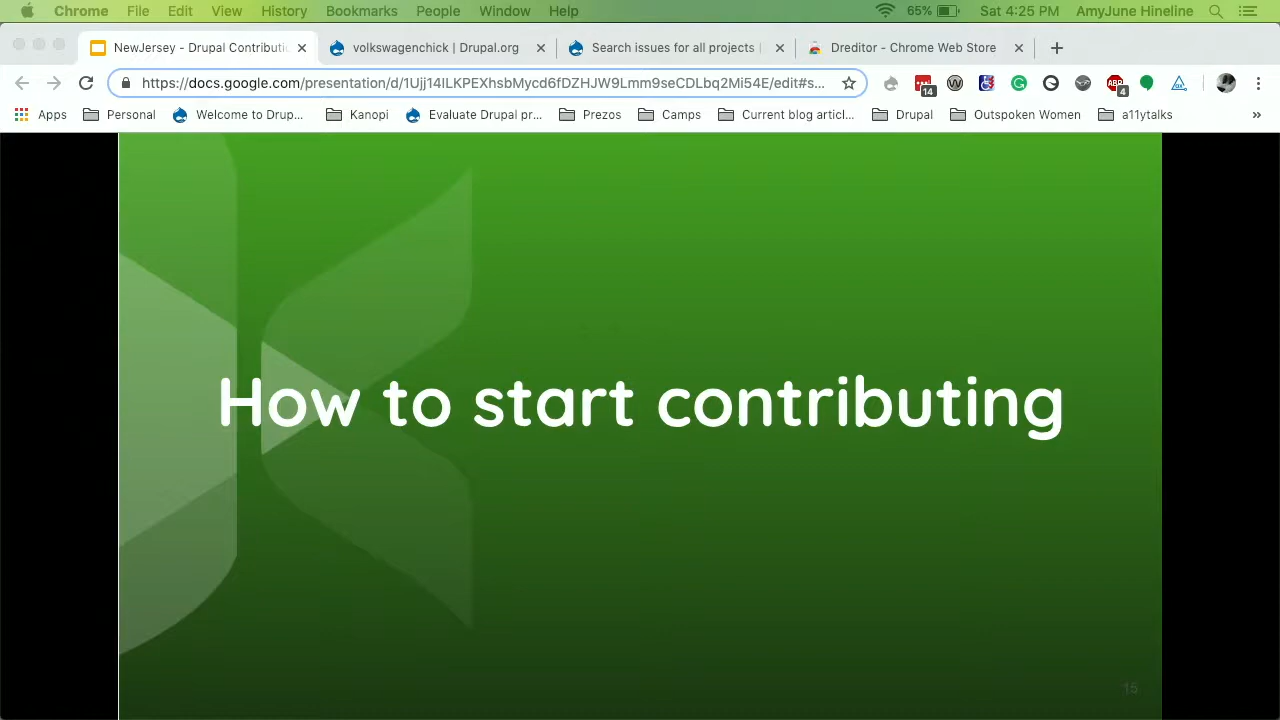 Chrome File Edit View History Bookmarks People Window Help 65% Sat 4:25 PM AmyJune Hineline
NewJersey - Drupal Contributi volkswagenchick | Drupal.org Search issues for all projects | Dreditor - Chrome Web Store
https://docs.google.com/presentation/d/1Ujj14ILKPEXhsbMycd6fDZHJW9Lmm9seCDLbq2Mi54E/edit#s... 14 4
Apps Personal Welcome to Drup... Kanopi Evaluate Drupal pr... Prezos Camps Current blog articl... Drupal Outspoken Women a11ytalks »
How to start contributing
15